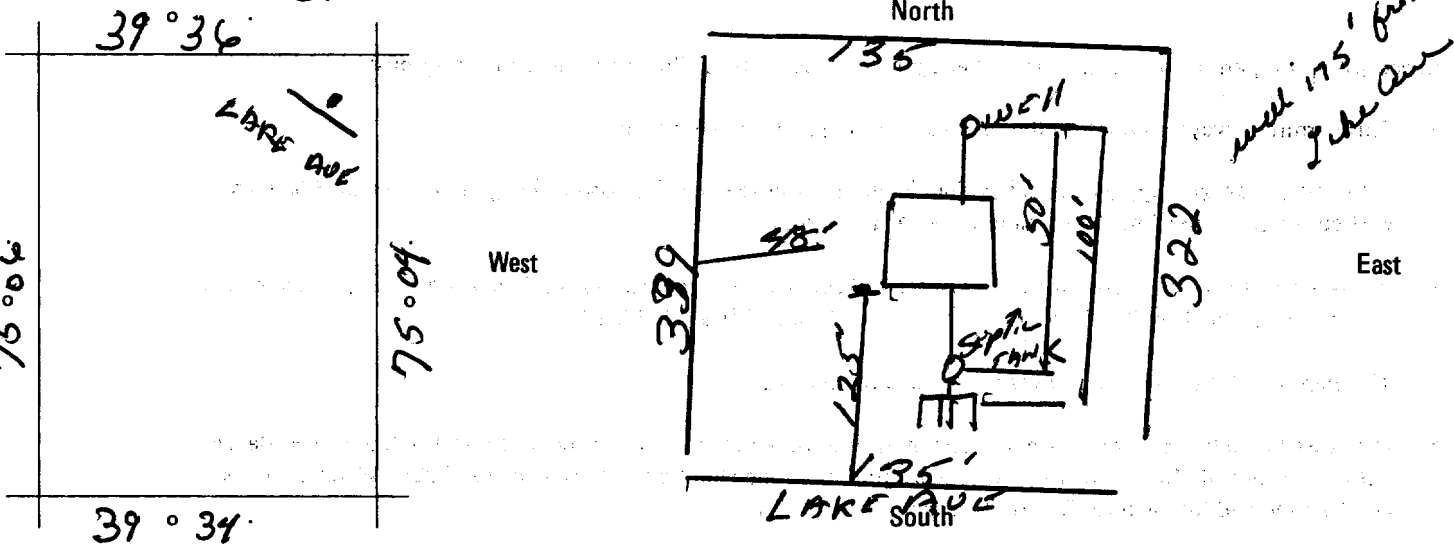 39° 36'
LAKE AVE
75° 06'
75° 04'
39° 34'
North
135
well 175' from
Lake Ave
WELL
50'
100'
West
48'
339
322
East
SEPTIC
TANK
125'
135'
LAKE AVE
South